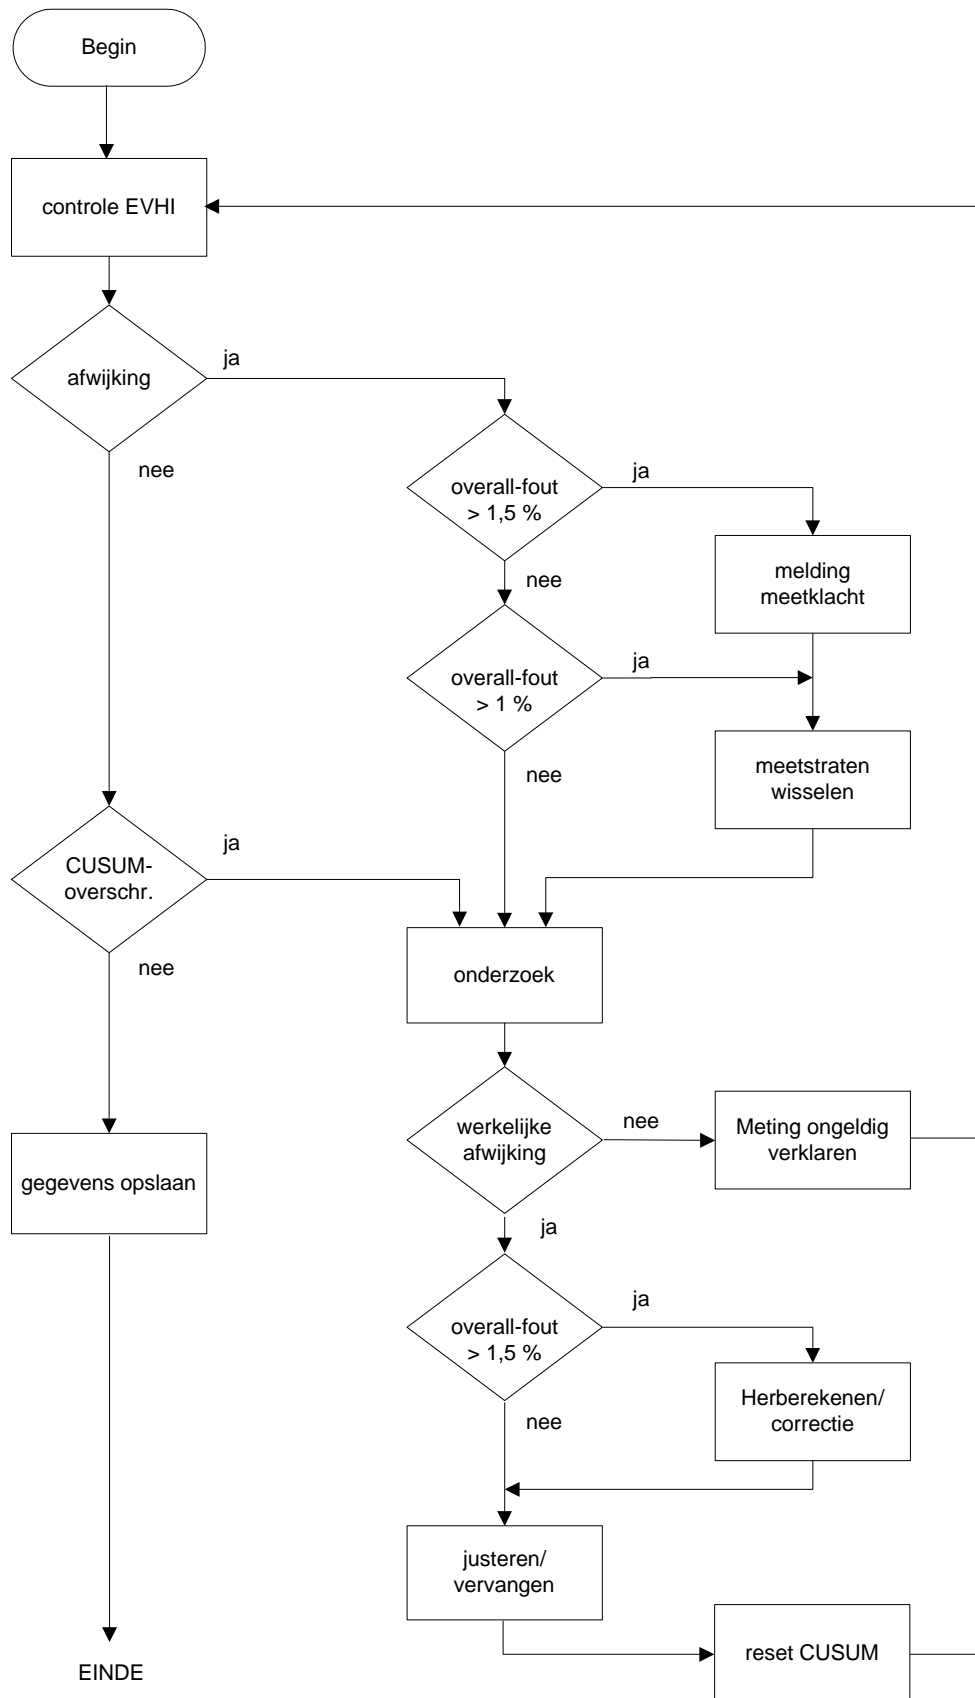 Begin
controle EVHI
afwijking
ja
nee
overall-fout
> 1,5 %
ja
nee
melding
meetklacht
overall-fout
> 1 %
ja
nee
meetstraten
wisselen
CUSUM-
overschr.
ja
nee
onderzoek
werkelijke
afwijking
nee
ja
Meting ongeldig
verklaren
gegevens opslaan
overall-fout
> 1,5 %
ja
nee
Herberekenen/
correctie
justeren/
vervangen
reset CUSUM
EINDE